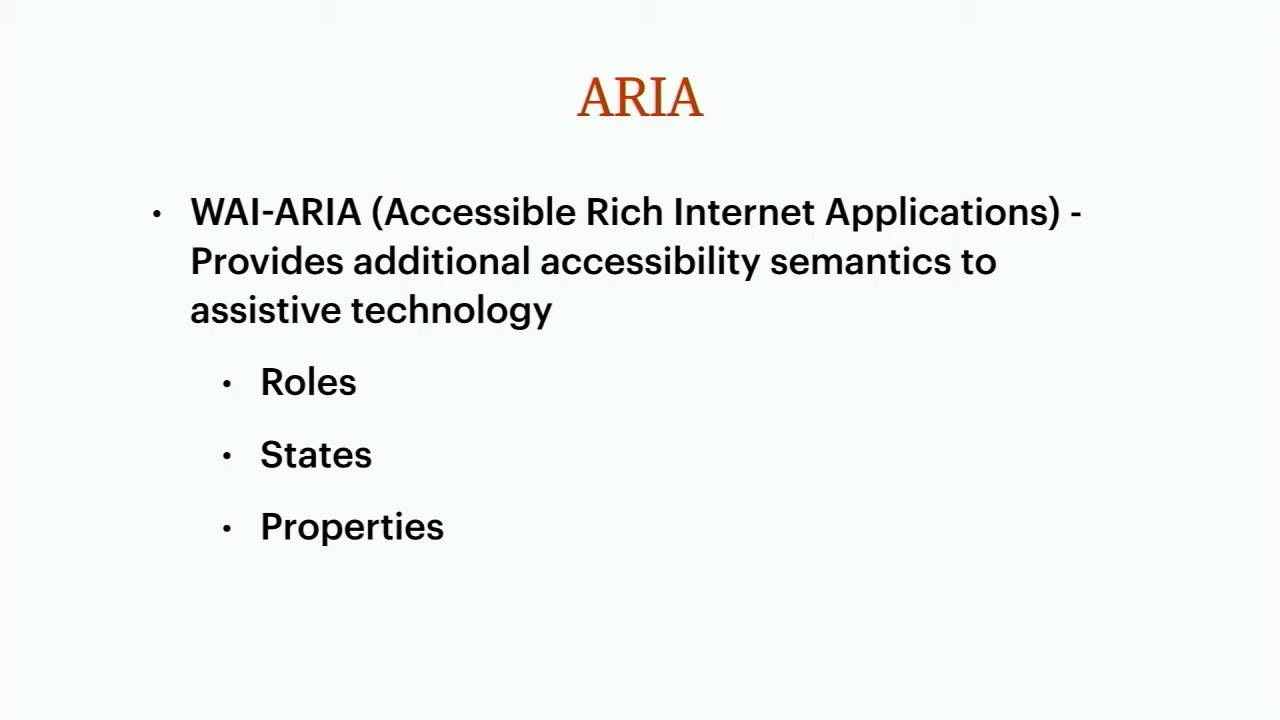 ARIA
• WAI-ARIA (Accessible Rich Internet Applications) -
Provides additional accessibility semantics to
assistive technology
• Roles
• States
• Properties